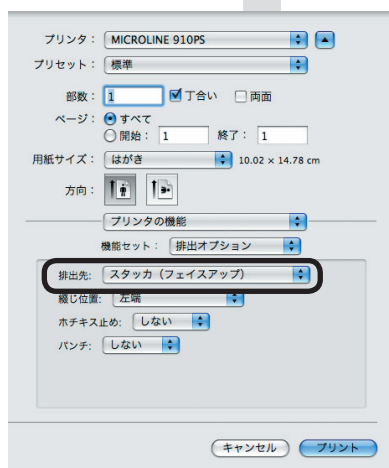 プリンタ： MICROLINE 910PS
プリセット： 標準
部数： 1 丁合い 両面
ページ： すべて
開始： 1 終了： 1
用紙サイズ： はがき 10.02 × 14.78 cm
方向：
プリンタの機能
機能セット： 排出オプション
排出先: スタッカ（フェイスアップ）
綴じ位置: 左端
ホチキス止め: しない
パンチ: しない
キャンセル プリント